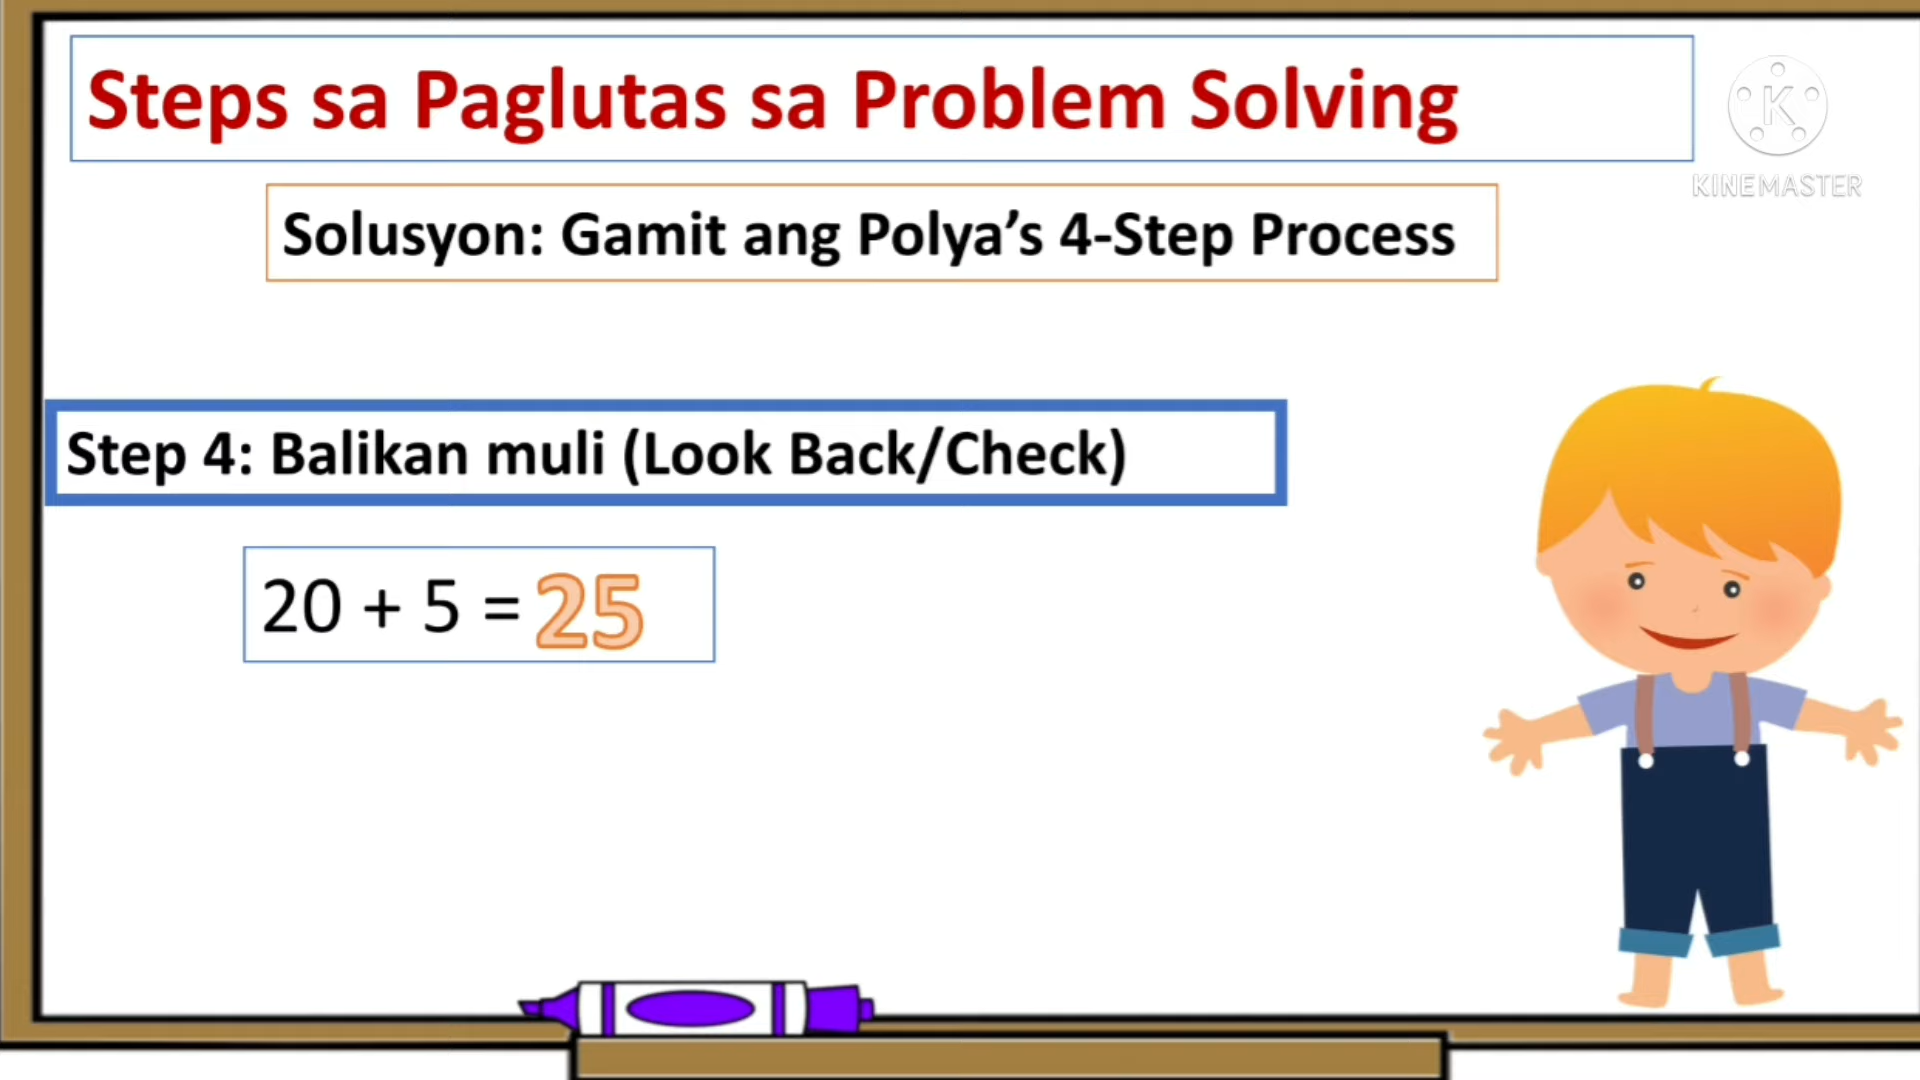 Steps sa Paglutas sa Problem Solving
K
KINEMASTER
Solusyon: Gamit ang Polya’s 4-Step Process
Step 4: Balikan muli (Look Back/Check)
20 + 5 = 25